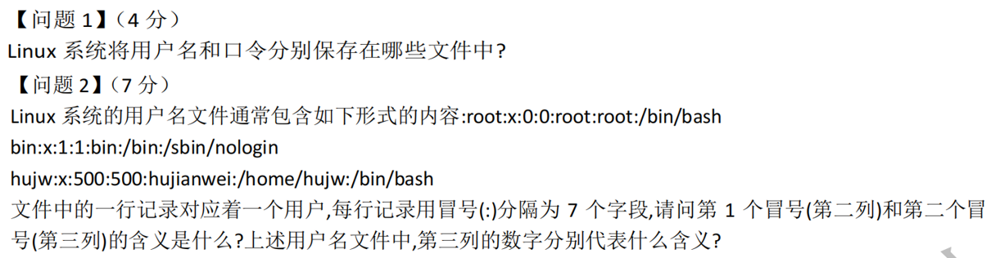 【问题 1】（4 分）
Linux 系统将用户名和口令分别保存在哪些文件中?
【问题 2】（7 分）
Linux 系统的用户名文件通常包含如下形式的内容:root:x:0:0:root:root:/bin/bash
bin:x:1:1:bin:/bin:/sbin/nologin
hujw:x:500:500:hujianwei:/home/hujw:/bin/bash
文件中的一行记录对应着一个用户,每行记录用冒号(:)分隔为 7 个字段,请问第 1 个冒号(第二列)和第二个冒
号(第三列)的含义是什么?上述用户名文件中,第三列的数字分别代表什么含义?